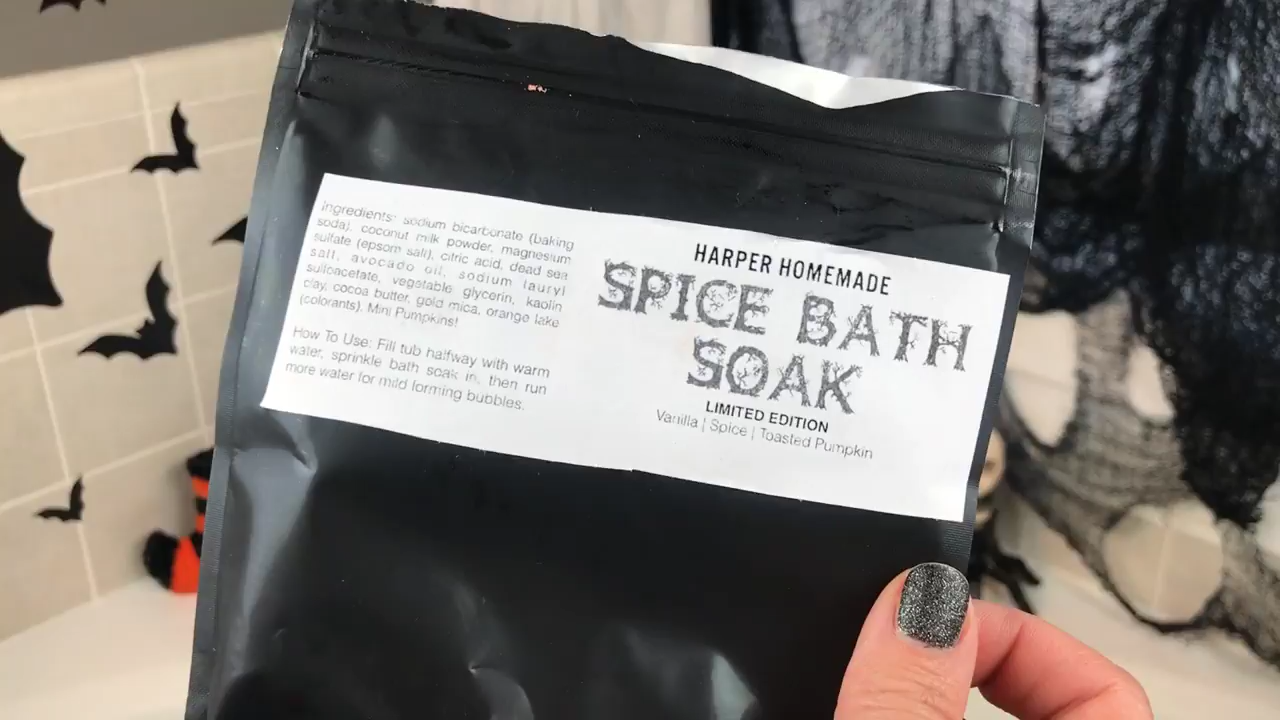 Ingredients: sodium bicarbonate (baking
soda), coconut milk powder, magnesium
sulfate (epsom salt), citric acid, dead sea
salt, avocado oil, sodium lauryl
sulfoacetate, vegetable glycerin, kaolin
clay, cocoa butter, gold mica, orange lake
(colorants). Mini Pumpkins!
How To Use: Fill tub halfway with warm
water, sprinkle bath soak in, then run
more water for mild forming bubbles.
HARPER HOMEMADE
SPICE BATH
SOAK
LIMITED EDITION
Vanilla | Spice | Toasted Pumpkin